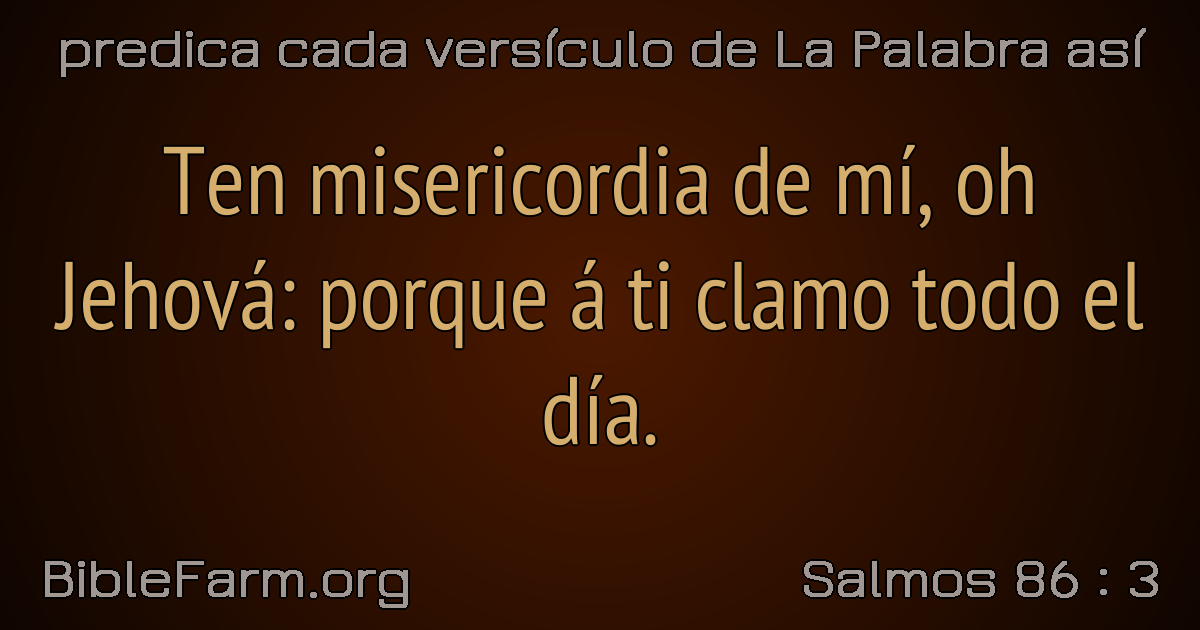 predica cada versículo de La Palabra así
Ten misericordia de mí, oh
Jehová: porque á ti clamo todo el
día.
BibleFarm.org
Salmos 86 : 3